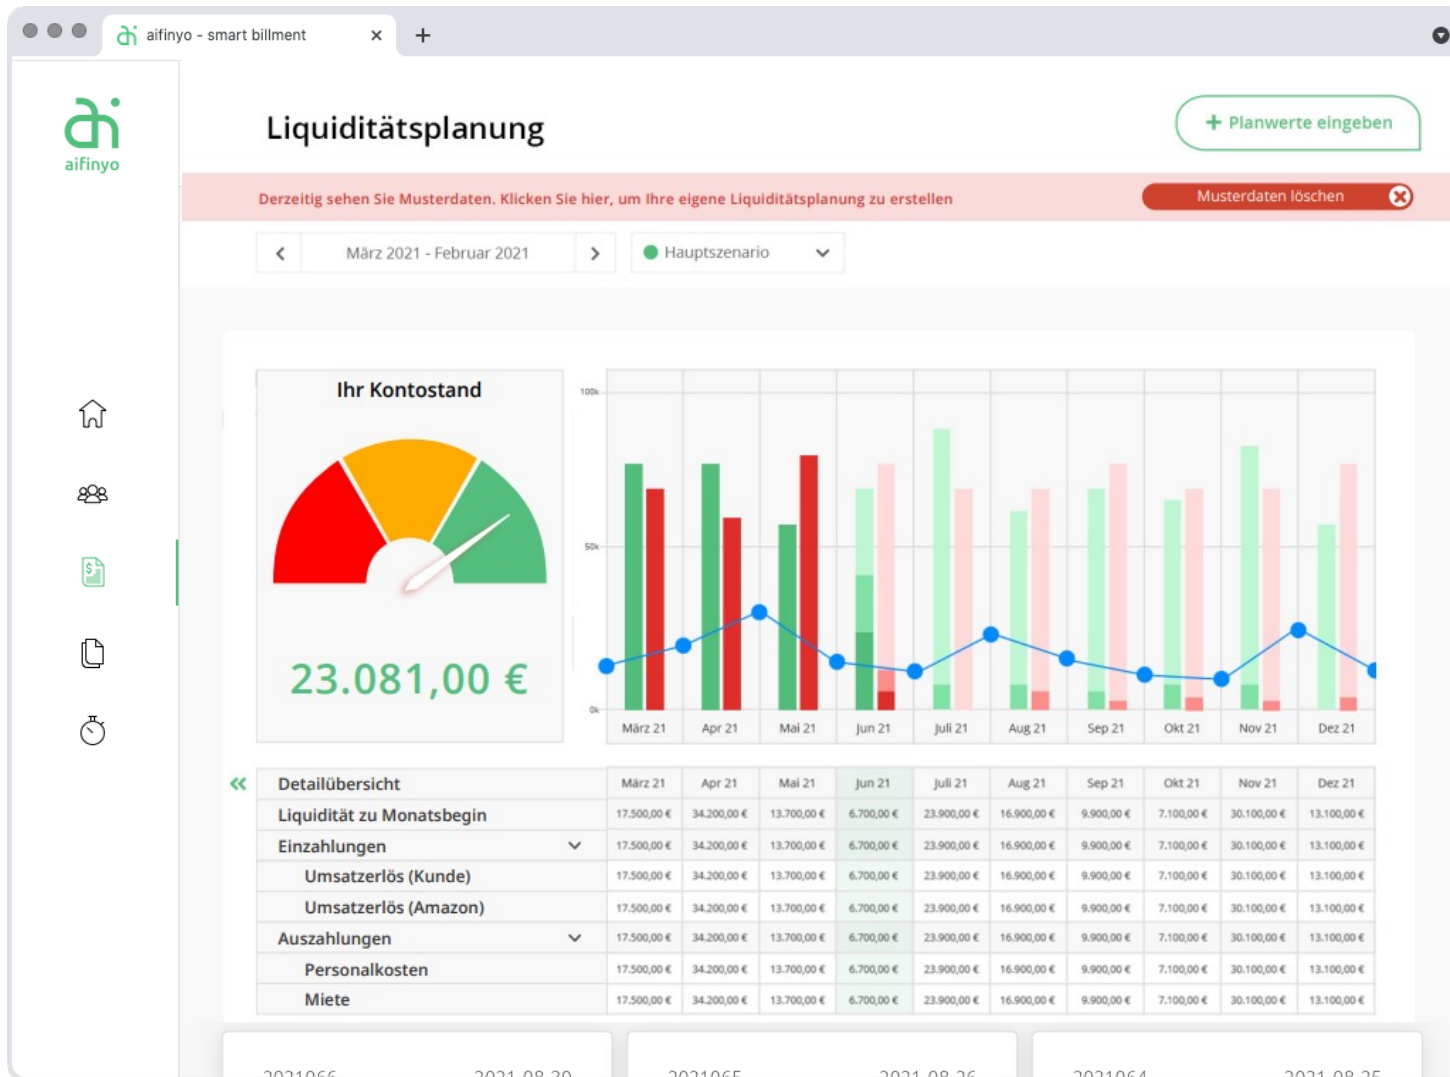 aifinyo - smart billment
aifinyo
Liquiditätsplanung
+ Planwerte eingeben
Derzeitig sehen Sie Musterdaten. Klicken Sie hier, um Ihre eigene Liquiditätsplanung zu erstellen
Musterdaten löschen
März 2021 - Februar 2021
Hauptszenario
Ihr Kontostand
23.081,00 €
100k
50k
0k
März 21 Apr 21 Mai 21 Jun 21 Juli 21 Aug 21 Sep 21 Okt 21 Nov 21 Dez 21
Detailübersicht März 21 Apr 21 Mai 21 Jun 21 Juli 21 Aug 21 Sep 21 Okt 21 Nov 21 Dez 21
Liquidität zu Monatsbegin 17.500,00 € 34.200,00 € 13.700,00 € 6.700,00 € 23.900,00 € 16.900,00 € 9.900,00 € 7.100,00 € 30.100,00 € 13.100,00 €
Einzahlungen 17.500,00 € 34.200,00 € 13.700,00 € 6.700,00 € 23.900,00 € 16.900,00 € 9.900,00 € 7.100,00 € 30.100,00 € 13.100,00 €
Umsatzerlös (Kunde) 17.500,00 € 34.200,00 € 13.700,00 € 6.700,00 € 23.900,00 € 16.900,00 € 9.900,00 € 7.100,00 € 30.100,00 € 13.100,00 €
Umsatzerlös (Amazon) 17.500,00 € 34.200,00 € 13.700,00 € 6.700,00 € 23.900,00 € 16.900,00 € 9.900,00 € 7.100,00 € 30.100,00 € 13.100,00 €
Auszahlungen 17.500,00 € 34.200,00 € 13.700,00 € 6.700,00 € 23.900,00 € 16.900,00 € 9.900,00 € 7.100,00 € 30.100,00 € 13.100,00 €
Personalkosten 17.500,00 € 34.200,00 € 13.700,00 € 6.700,00 € 23.900,00 € 16.900,00 € 9.900,00 € 7.100,00 € 30.100,00 € 13.100,00 €
Miete 17.500,00 € 34.200,00 € 13.700,00 € 6.700,00 € 23.900,00 € 16.900,00 € 9.900,00 € 7.100,00 € 30.100,00 € 13.100,00 €
2021066 2021-08-30 2021065 2021-08-26 2021064 2021-08-25